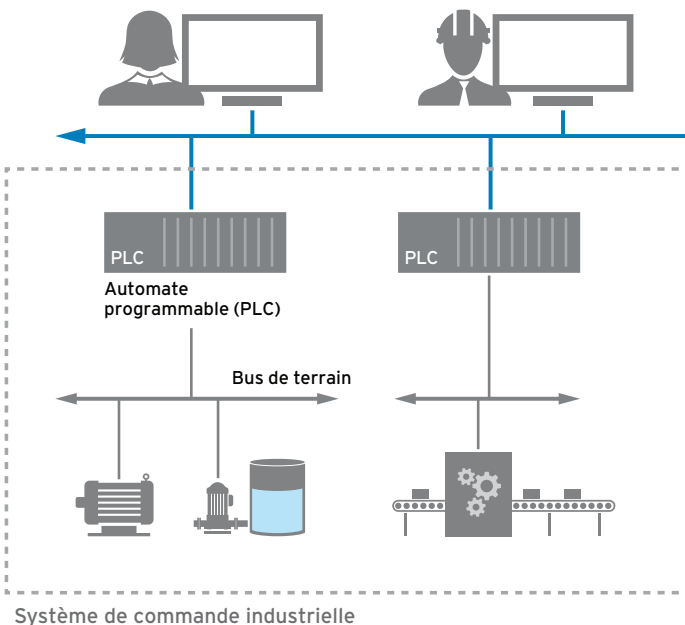 PLC
PLC
Automate
programmable (PLC)
Bus de terrain
Système de commande industrielle